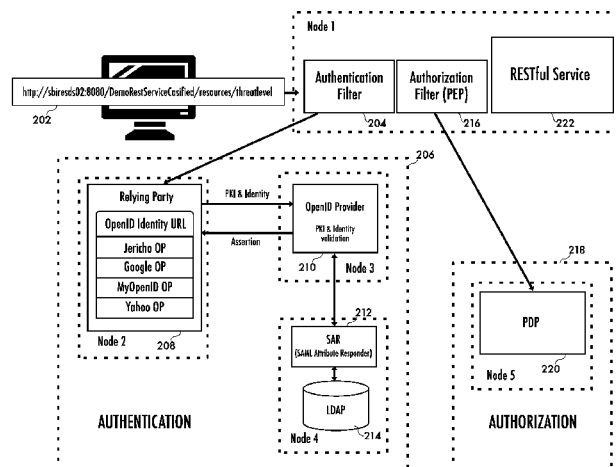 Node 1
http://sbiresds02:8080/DemoRestServiceCasified/resources/threatlevel
202
Authentication
Filter
204
Authorization
Filter (PEP)
216
RESTful Service
222
206
Relying Party
OpenID Identity URL
Jericho OP
Google OP
MyOpenID OP
Yahoo OP
Node 2
208
PKI & Identity
Assertion
OpenID Provider
PKI & Identity
validation
210
Node 3
212
SAR
(SAML Attribute Responder)
LDAP
214
Node 4
AUTHENTICATION
218
PDP
220
Node 5
AUTHORIZATION